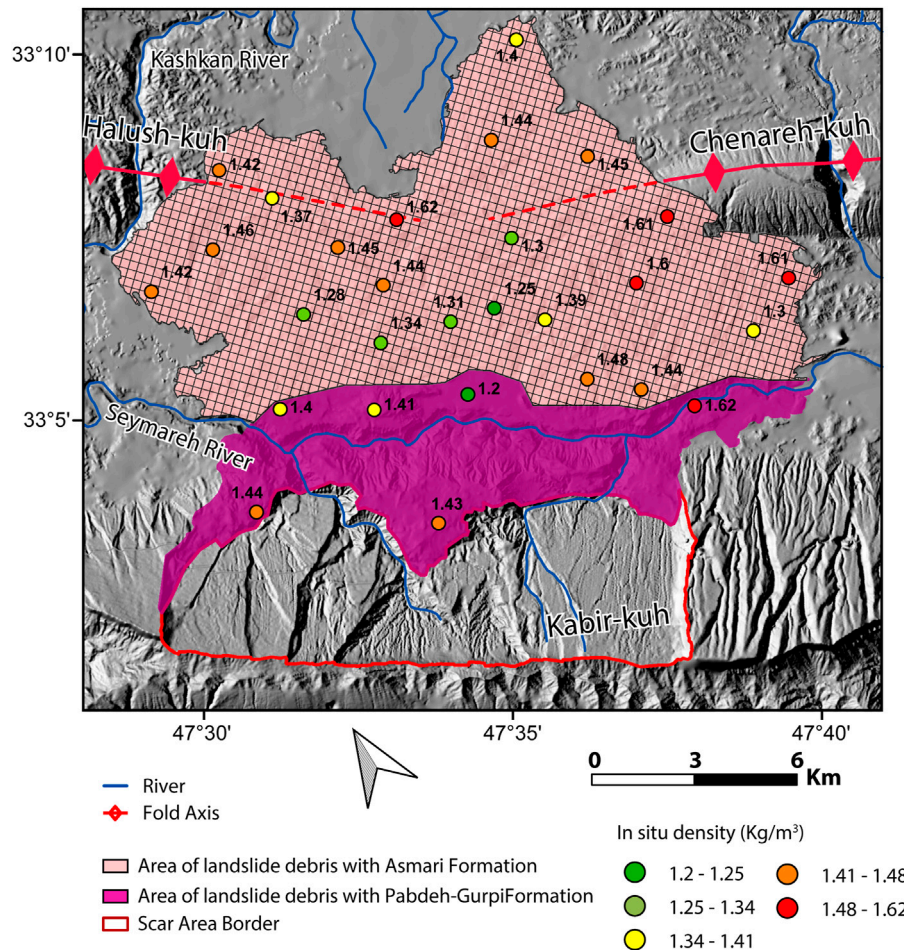 33°10'
Kashkan River
1.4
Halush-kuh
1.44
Chenareh-kuh
1.42
1.45
1.37
1.62
1.61
1.46
1.45
1.3
1.6
1.61
1.42
1.44
1.28
1.31
1.25
1.39
1.3
1.34
1.48
1.44
1.2
33°5'
1.4
1.41
1.62
Seymareh River
1.44
1.43
Kabir-kuh
47°30'
47°35'
47°40'
0 3 6
Km
River
Fold Axis
Area of landslide debris with Asmari Formation
Area of landslide debris with Pabdeh-GurpiFormation
Scar Area Border
In situ density (Kg/m³)
1.2 - 1.25
1.25 - 1.34
1.34 - 1.41
1.41 - 1.48
1.48 - 1.62